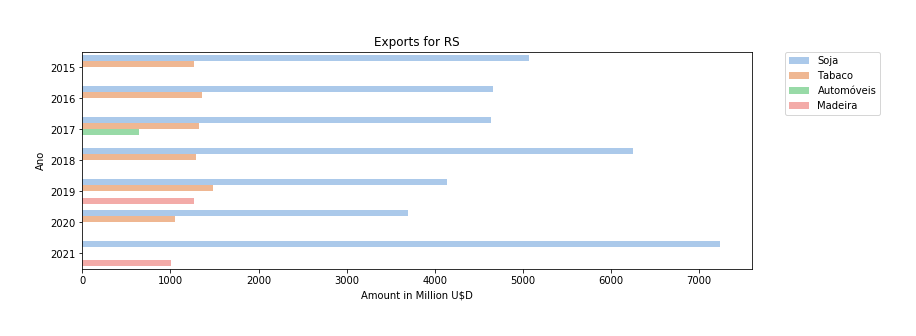 Exports for RS
Soja
Tabaco
Automóveis
Madeira
Ano
2015
2016
2017
2018
2019
2020
2021
0 1000 2000 3000 4000 5000 6000 7000
Amount in Million U$D